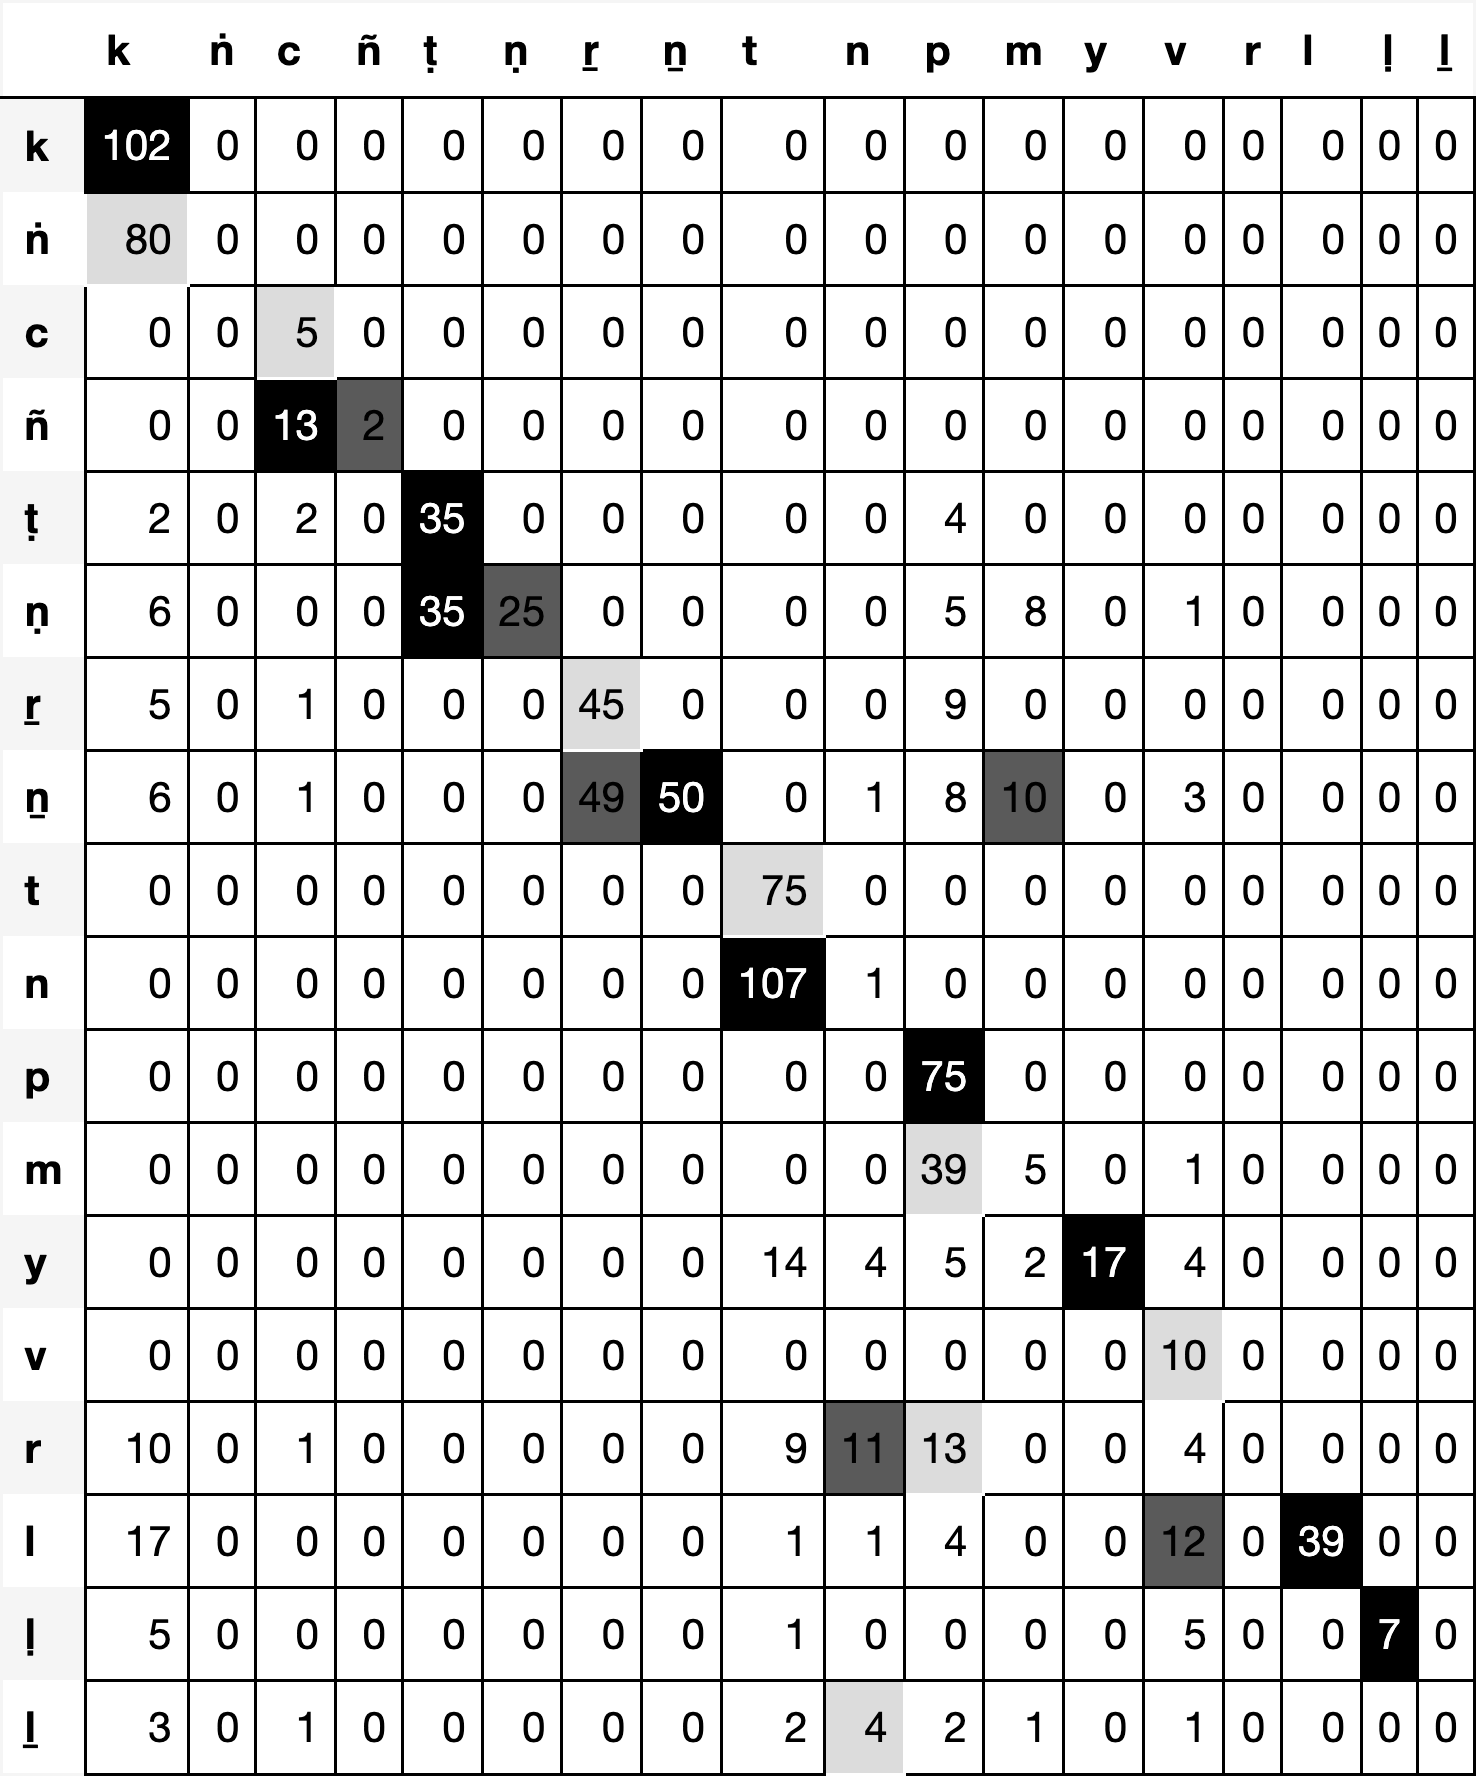 k ṅ c ñ ṭ ṇ ṟ ṉ t n p m y v r l ḷ ḻ
k 102 0 0 0 0 0 0 0 0 0 0 0 0 0 0 0 0 0
ṅ 80 0 0 0 0 0 0 0 0 0 0 0 0 0 0 0 0 0
c 0 0 5 0 0 0 0 0 0 0 0 0 0 0 0 0 0 0
ñ 0 0 13 2 0 0 0 0 0 0 0 0 0 0 0 0 0 0
ṭ 2 0 2 0 35 0 0 0 0 0 4 0 0 0 0 0 0 0
ṇ 6 0 0 0 35 25 0 0 0 0 5 8 0 1 0 0 0 0
ṟ 5 0 1 0 0 0 45 0 0 0 9 0 0 0 0 0 0 0
ṉ 6 0 1 0 0 0 49 50 0 1 8 10 0 3 0 0 0 0
t 0 0 0 0 0 0 0 0 75 0 0 0 0 0 0 0 0 0
n 0 0 0 0 0 0 0 0 107 1 0 0 0 0 0 0 0 0
p 0 0 0 0 0 0 0 0 0 0 75 0 0 0 0 0 0 0
m 0 0 0 0 0 0 0 0 0 0 39 5 0 1 0 0 0 0
y 0 0 0 0 0 0 0 0 14 4 5 2 17 4 0 0 0 0
v 0 0 0 0 0 0 0 0 0 0 0 0 0 10 0 0 0 0
r 10 0 1 0 0 0 0 0 9 11 13 0 0 4 0 0 0 0
l 17 0 0 0 0 0 0 0 1 1 4 0 0 12 0 39 0 0
ḷ 5 0 0 0 0 0 0 0 1 0 0 0 0 5 0 0 7 0
ḻ 3 0 1 0 0 0 0 0 2 4 2 1 0 1 0 0 0 0